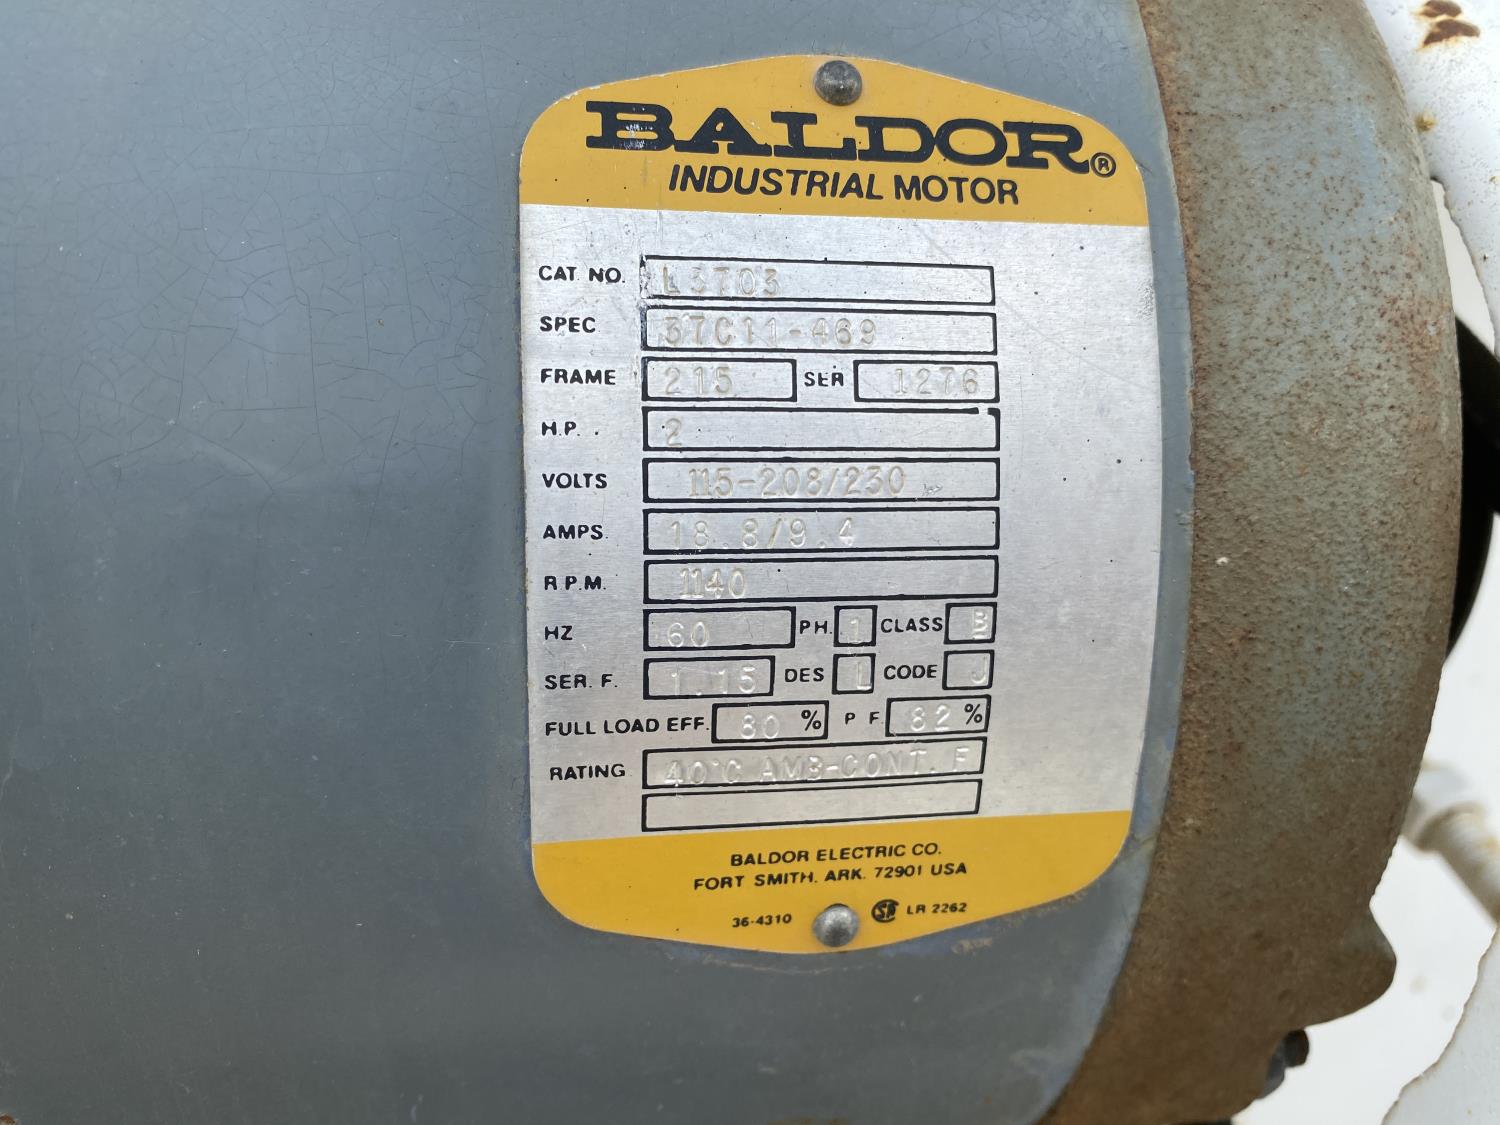 BALDOR®
INDUSTRIAL MOTOR
CAT NO. L3703
SPEC 37C11-469
FRAME 215 SER 1276
H.P. 2
VOLTS 115-208/230
AMPS. 18.8/9.4
R.P.M. 1140
HZ 60 PH. 1 CLASS B
SER. F. 1.15 DES L CODE J
FULL LOAD EFF. 80 % P F. 82 %
RATING 40°C AMB-CONT. F
BALDOR ELECTRIC CO.
FORT SMITH, ARK. 72901 USA
36-4310 SA LR 2262